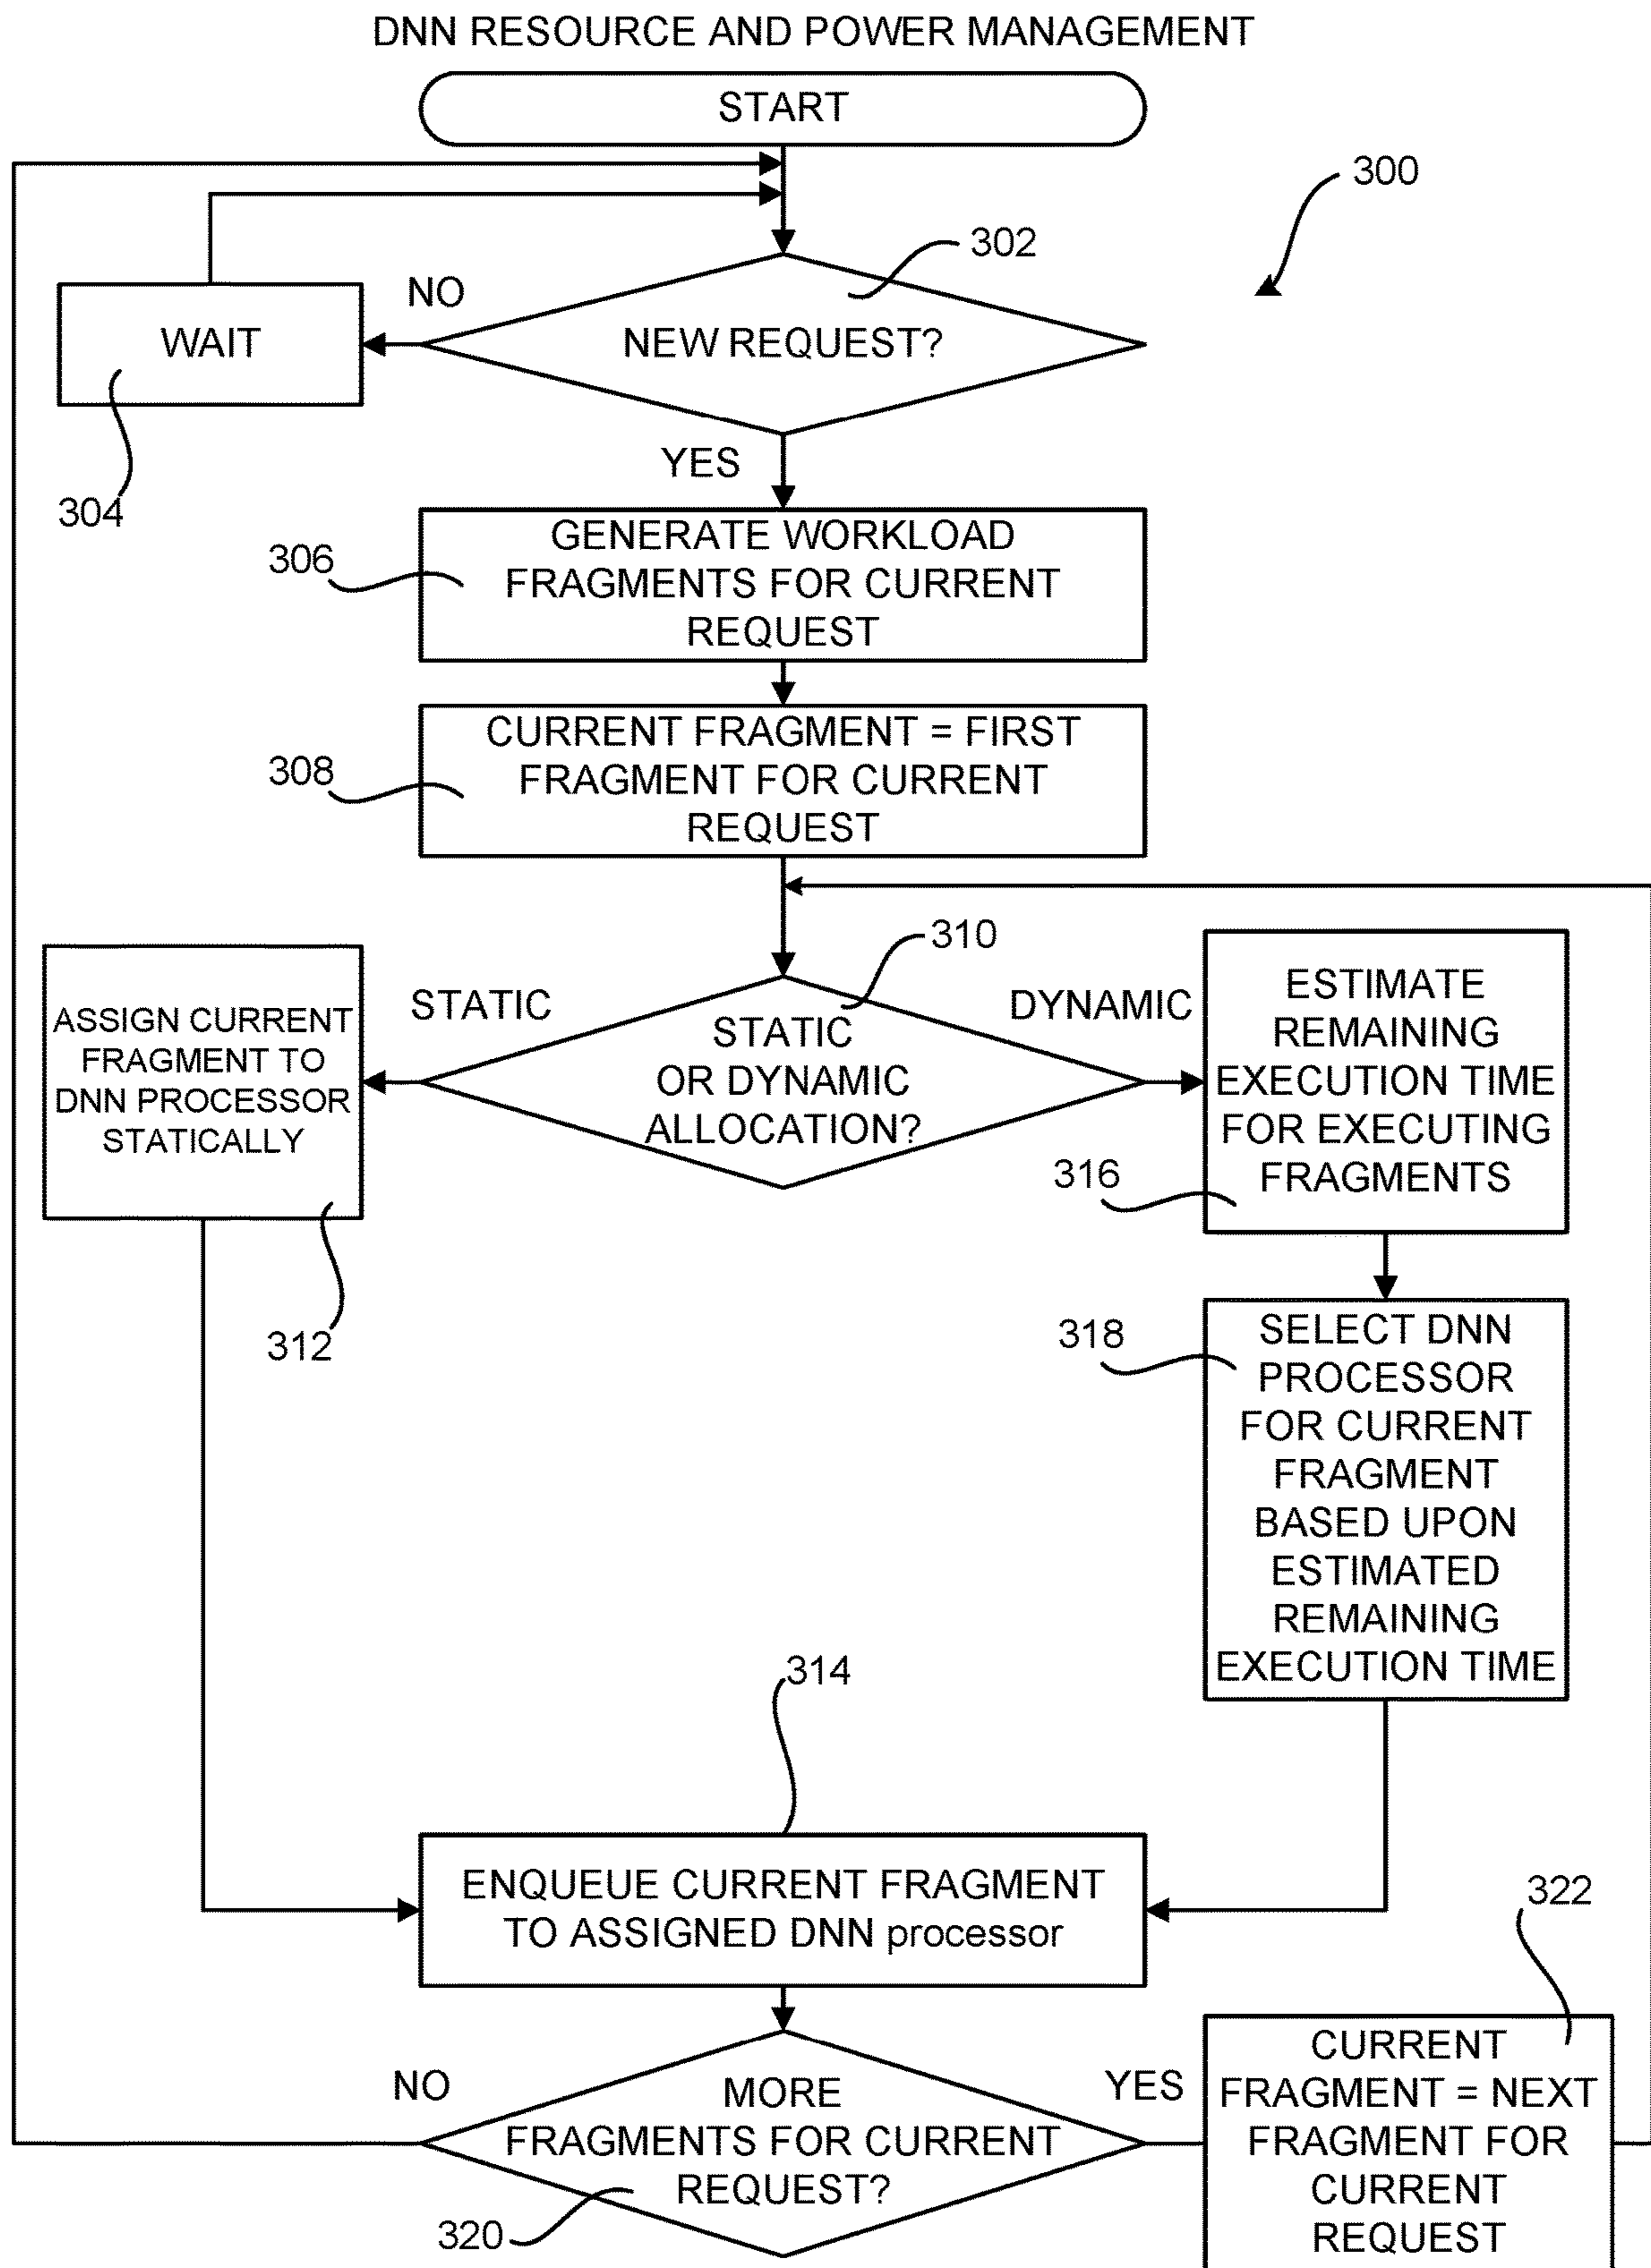 DNN RESOURCE AND POWER MANAGEMENT
START
300
302
NO
WAIT
NEW REQUEST?
YES
304
GENERATE WORKLOAD
FRAGMENTS FOR CURRENT
REQUEST
306
CURRENT FRAGMENT = FIRST
FRAGMENT FOR CURRENT
REQUEST
308
310
STATIC
DYNAMIC
ASSIGN CURRENT
FRAGMENT TO
DNN PROCESSOR
STATICALLY
STATIC
OR DYNAMIC
ALLOCATION?
ESTIMATE
REMAINING
EXECUTION TIME
FOR EXECUTING
FRAGMENTS
316
312
318
SELECT DNN
PROCESSOR
FOR CURRENT
FRAGMENT
BASED UPON
ESTIMATED
REMAINING
EXECUTION TIME
314
ENQUEUE CURRENT FRAGMENT
TO ASSIGNED DNN processor
322
NO
MORE
FRAGMENTS FOR CURRENT
REQUEST?
YES
320
CURRENT
FRAGMENT = NEXT
FRAGMENT FOR
CURRENT
REQUEST